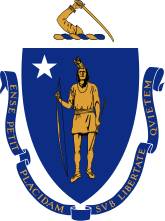 ENSE PETIT
PLACIDAM
SVB LIBERTATE
QVIETEM